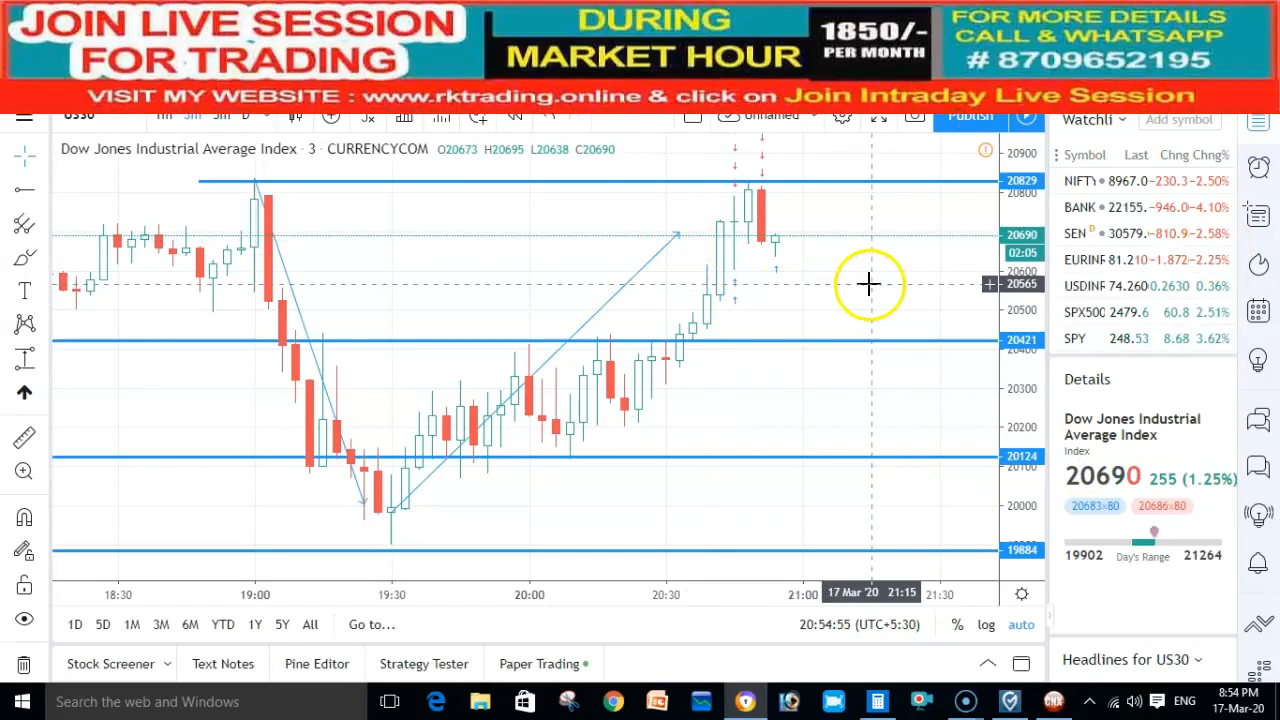 JOIN LIVE SESSION
FOR TRADING
DURING
MARKET HOUR
1850/-
PER MONTH
FOR MORE DETAILS
CALL & WHATSAPP
# 8709652195
VISIT MY WEBSITE : www.rktrading.online & click on Join Intraday Live Session
unnamed
Publish
Watchli
Add symbol
Dow Jones Industrial Average Index · 3 · CURRENCYCOM O20673 H20695 L20638 C20690
20900
20829
20800
20690
02:05
20600
20565
20500
20421
20400
20300
20200
20124
20100
20000
19884
Symbol Last Chng Chng%
NIFTY 8967.0 -230.3 -2.50%
BANK 22155. -946.0 -4.10%
SEN D 30579. -810.9 -2.58%
EURINR 81.210 -1.872 -2.25%
USDINR 74.260 0.2630 0.36%
SPX500 2479.6 60.8 2.51%
SPY 248.53 8.68 3.62%
Details
Dow Jones Industrial
Average Index
Index
20690 255 (1.25%)
20683×80 20686×80
19902 Day's Range 21264
18:30 19:00 19:30 20:00 20:30 21:00 17 Mar '20 21:15 21:30
1D 5D 1M 3M 6M YTD 1Y 5Y All Go to... 20:54:55 (UTC+5:30) % log auto
Stock Screener Text Notes Pine Editor Strategy Tester Paper Trading
Headlines for US30
Search the web and Windows
ENG
8:54 PM
17-Mar-20